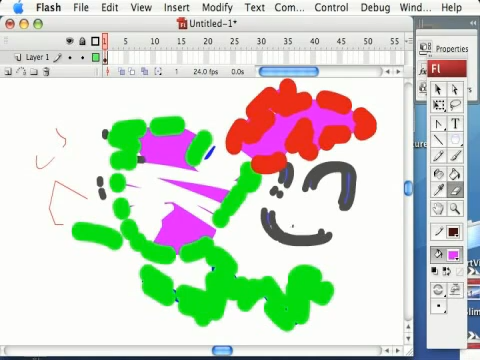 Flash File Edit View Insert Modify Text Com... Control Debug Wind... Help
Untitled-1*
5 10 15 20 25 30 35 40 45 50 55
Layer 1
1 24.0 fps 0.0s
Properties
Fl